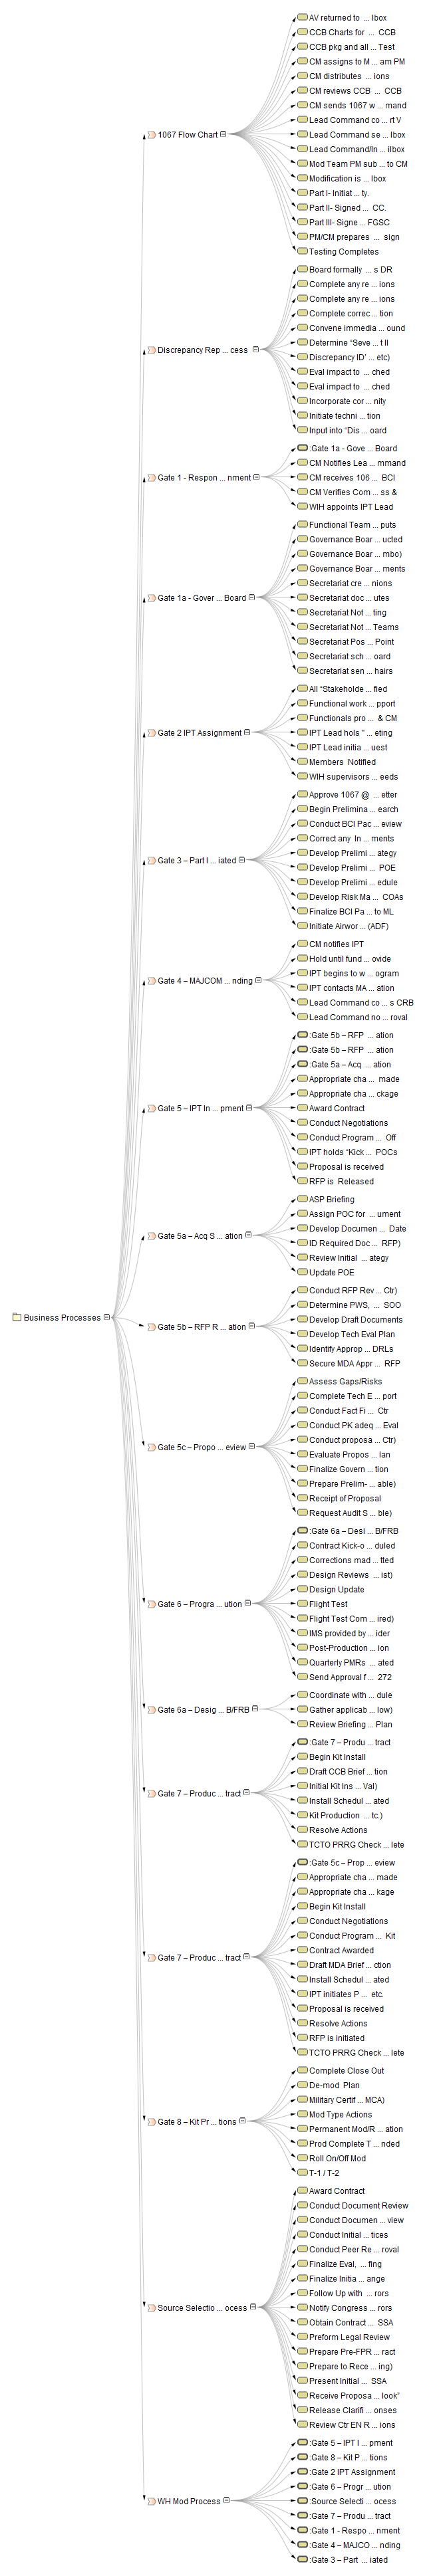 Business Processes
1067 Flow Chart
AV returned to ... lbox
CCB Charts for ... CCB
CCB pkg and all ... Test
CM assigns to M ... am PM
CM distributes ... ions
CM reviews CCB ... CCB
CM sends 1067 w ... mand
Lead Command co ... rt V
Lead Command se ... lbox
Lead Command/In ... ilbox
Mod Team PM sub ... to CM
Modification is ... lbox
Part I- Initiat ... ty.
Part II- Signed ... CC.
Part III- Signe ... FGSC
PM/CM prepares ... sign
Testing Completes
Discrepancy Rep ... cess
Board formally ... s DR
Complete any re ... ions
Complete any re ... ions
Complete correc ... tion
Convene immedia ... ound
Determine “Seve ... t II
Discrepancy ID' ... etc)
Eval impact to ... ched
Eval impact to ... ched
Incorporate cor ... nity
Initiate techni ... tion
Input into “Dis ... oard
Gate 1 - Respon ... nment
:Gate 1a - Gove ... Board
CM Notifies Lea ... mmand
CM receives 106 ... BCI
CM Verifies Com ... ss &
WIH appoints IPT Lead
Gate 1a - Gover ... Board
Functional Team ... puts
Governance Boar ... ucted
Governance Boar ... mbo)
Governance Boar ... ments
Secretariat cre ... nions
Secretariat doc ... utes
Secretariat Not ... ting
Secretariat Not ... Teams
Secretariat Pos ... Point
Secretariat sch ... oard
Secretariat sen ... hairs
Gate 2 IPT Assignment
All “Stakeholde ... fied
Functional work ... pport
Functionals pro ... & CM
IPT Lead hols “ ... eting
IPT Lead initia ... uest
Members Notified
WIH supervisors ... eeds
Gate 3 – Part I ... iated
Approve 1067 @ ... etter
Begin Prelimina ... earch
Conduct BCI Pac ... eview
Correct any In ... ments
Develop Prelimi ... ategy
Develop Prelimi ... POE
Develop Prelimi ... edule
Develop Risk Ma ... COAs
Finalize BCI Pa ... to ML
Initiate Airwor ... (ADF)
Gate 4 – MAJCOM ... nding
CM notifies IPT
Hold until fund ... ovide
IPT begins to w ... ogram
IPT contacts MA ... ation
Lead Command co ... s CRB
Lead Command no ... roval
Gate 5 – IPT In ... pment
:Gate 5b – RFP ... ation
:Gate 5b – RFP ... ation
:Gate 5a – Acq ... ation
Appropriate cha ... made
Appropriate cha ... ckage
Award Contract
Conduct Negotiations
Conduct Program ... Off
IPT holds “Kick ... POCs
Proposal is received
RFP is Released
Gate 5a – Acq S ... ation
ASP Briefing
Assign POC for ... ument
Develop Documen ... Date
ID Required Doc ... RFP)
Review Initial ... ategy
Update POE
Gate 5b – RFP R ... ation
Conduct RFP Rev ... Ctr)
Determine PWS, ... SOO
Develop Draft Documents
Develop Tech Eval Plan
Identify Approp ... DRLs
Secure MDA Appr ... RFP
Gate 5c – Propo ... eview
Assess Gaps/Risks
Complete Tech E ... port
Conduct Fact Fi ... Ctr
Conduct PK adeq ... Eval
Conduct proposa ... Ctr)
Evaluate Propos ... lan
Finalize Govern ... tion
Prepare Prelim- ... able)
Receipt of Proposal
Request Audit S ... ble)
Gate 6 – Progra ... ution
:Gate 6a – Desi ... B/FRB
Contract Kick-o ... duled
Corrections mad ... tted
Design Reviews ... ist)
Design Update
Flight Test
Flight Test Com ... ired)
IMS provided by ... ider
Post-Production ... ion
Quarterly PMRs ... ated
Send Approval f ... 272
Gate 6a – Desig ... B/FRB
Coordinate with ... dule
Gather applicab ... low)
Review Briefing ... Plan
Gate 7 – Produc ... tract
:Gate 7 – Produ ... tract
Begin Kit Install
Draft CCB Brief ... tion
Initial Kit Ins ... Val)
Install Schedul ... ated
Kit Production ... tc.)
Resolve Actions
TCTO PRRG Check ... lete
Gate 7 – Produc ... tract
:Gate 5c – Prop ... eview
Appropriate cha ... made
Appropriate cha ... kage
Begin Kit Install
Conduct Negotiations
Conduct Program ... Kit
Contract Awarded
Draft MDA Brief ... ction
Install Schedul ... ated
IPT initiates P ... etc.
Proposal is received
Resolve Actions
RFP is initiated
TCTO PRRG Check ... lete
Gate 8 – Kit Pr ... tions
Complete Close Out
De-mod Plan
Military Certif ... MCA)
Mod Type Actions
Permanent Mod/R ... ation
Prod Complete T ... nded
Roll On/Off Mod
T-1 / T-2
Source Selectio ... ocess
Award Contract
Conduct Document Review
Conduct Documen ... view
Conduct Initial ... tices
Conduct Peer Re ... roval
Finalize Eval, ... fing
Finalize Initia ... ange
Follow Up with ... rors
Notify Congress ... rors
Obtain Contract ... SSA
Preform Legal Review
Prepare Pre-FPR ... ract
Prepare to Rece ... ing)
Present Initial ... SSA
Receive Proposa ... look”
Release Clarifi ... onses
Review Ctr EN R ... ions
WH Mod Process
:Gate 5 – IPT I ... pment
:Gate 8 – Kit P ... tions
:Gate 2 IPT Assignment
:Gate 6 – Progr ... ution
:Source Selecti ... ocess
:Gate 7 – Produ ... tract
:Gate 1 - Respo ... nment
:Gate 4 – MAJCO ... nding
:Gate 3 – Part ... iated